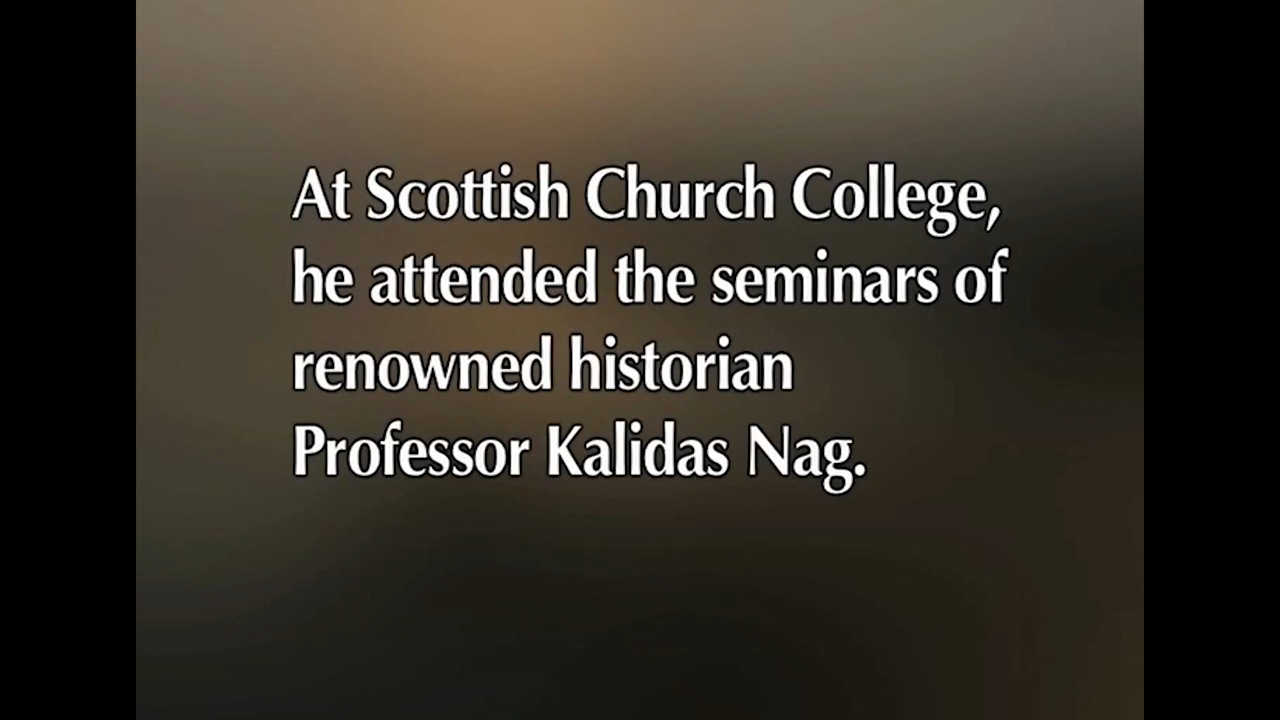 At Scottish Church College,
he attended the seminars of
renowned historian
Professor Kalidas Nag.